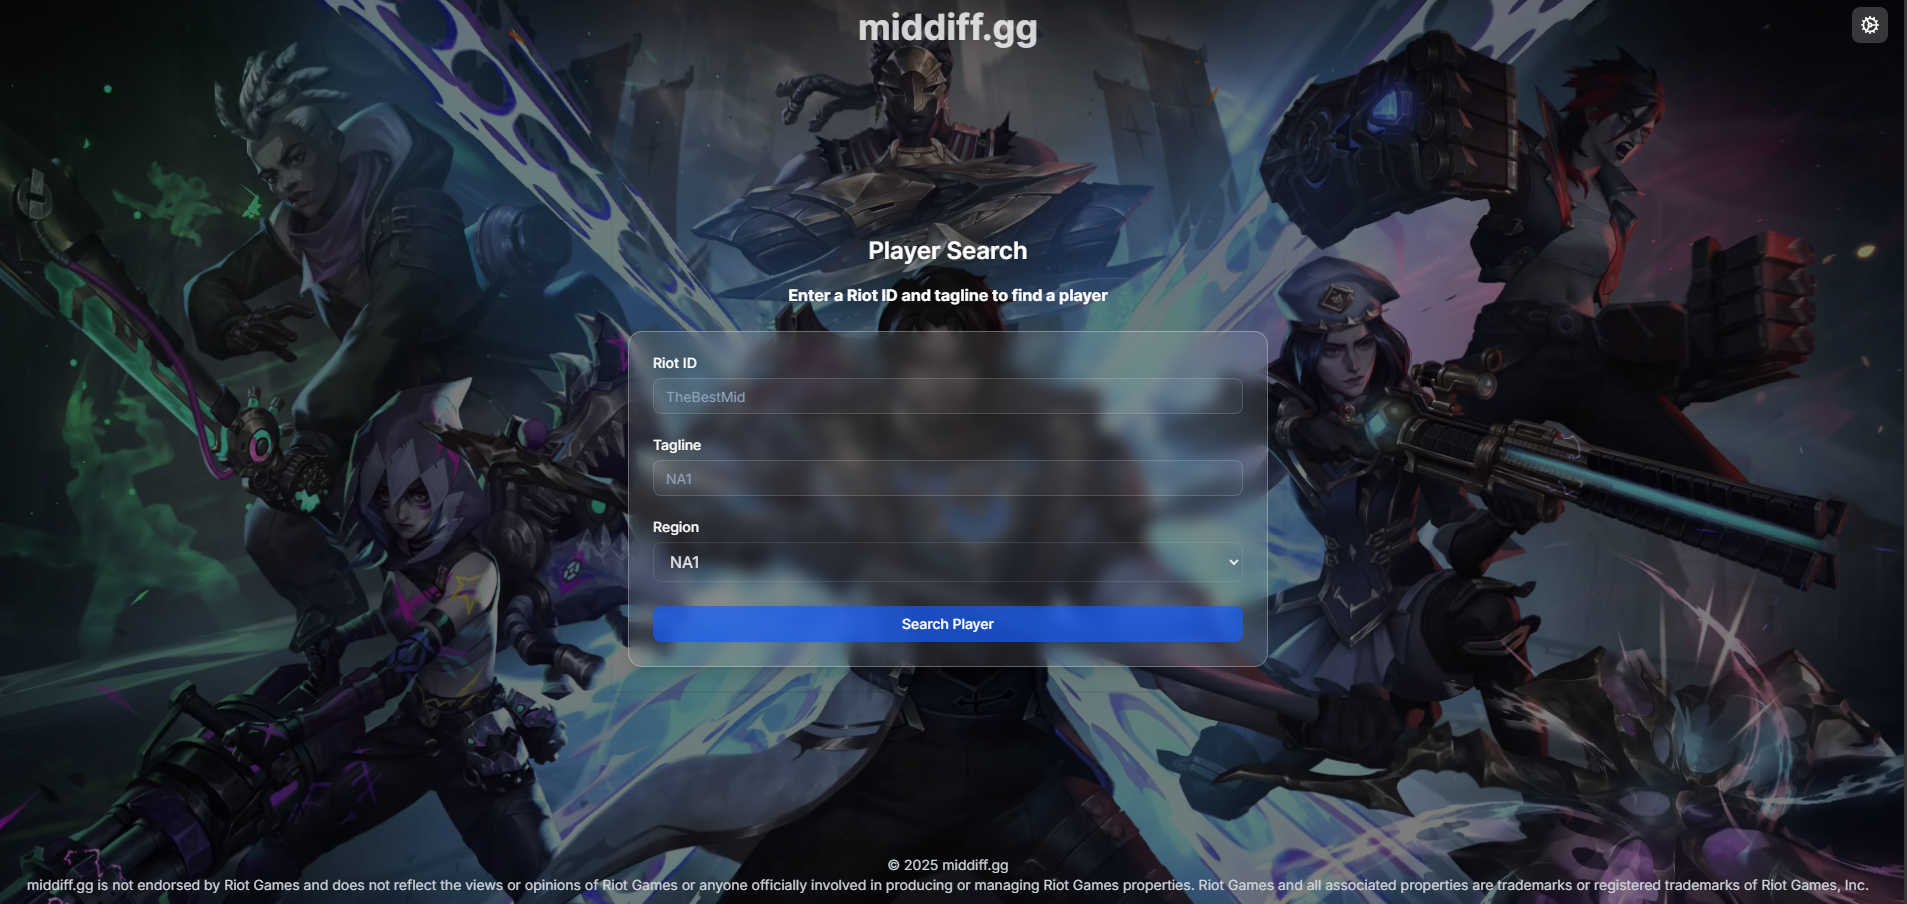 middiff.gg
Player Search
Enter a Riot ID and tagline to find a player
Riot ID
TheBestMid
Tagline
NA1
Region
NA1
Search Player
© 2025 middiff.gg
middiff.gg is not endorsed by Riot Games and does not reflect the views or opinions of Riot Games or anyone officially involved in producing or managing Riot Games properties. Riot Games and all associated properties are trademarks or registered trademarks of Riot Games, Inc.